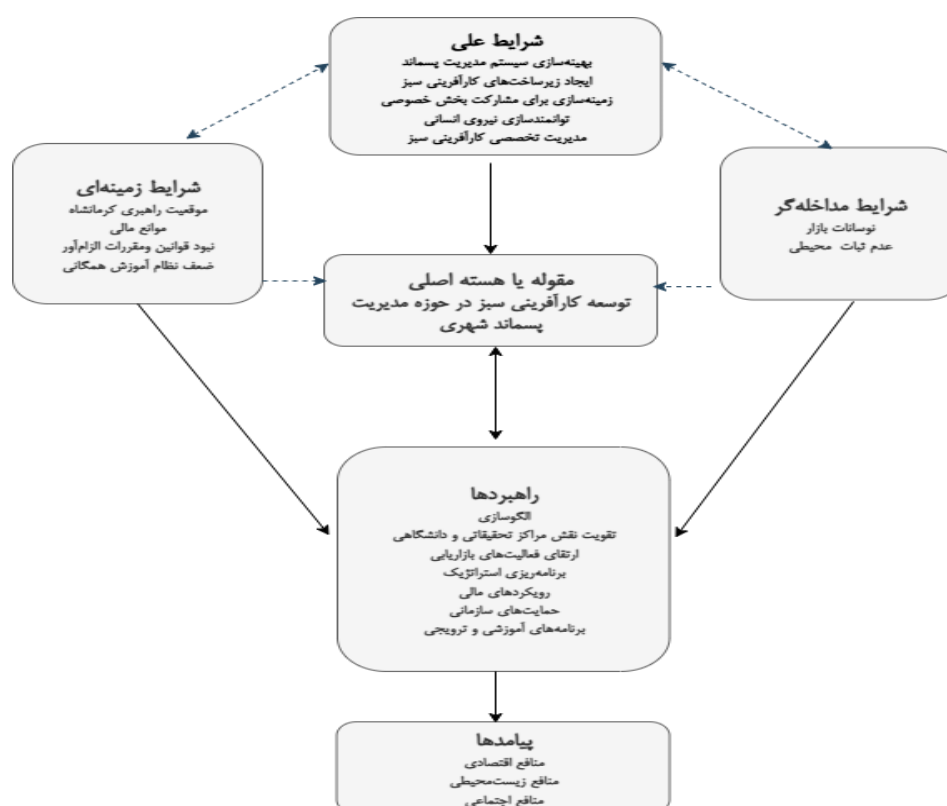 شرایط علی
بهینه‌سازی سیستم مدیریت پسماند
ایجاد زیرساخت‌های کارآفرینی سبز
زمینه‌سازی برای مشارکت بخش خصوصی
توانمندسازی نیروی انسانی
مدیریت تخصصی کارآفرینی سبز
شرایط مداخله‌گر
نوسانات بازار
عدم ثبات محیطی
شرایط زمینه‌ای
موقعیت راهبری کرمانشاه
موانع مالی
نبود قوانین ومقررات الزام‌آور
ضعف نظام آموزش همگانی
مقوله یا هسته اصلی
توسعه کارآفرینی سبز در حوزه مدیریت
پسماند شهری
راهبردها
الگوسازی
تقویت نقش مراکز تحقیقاتی و دانشگاهی
ارتقای فعالیت‌های بازاریابی
برنامه‌ریزی استراتژیک
رویکردهای مالی
حمایت‌های سازمانی
برنامه‌های آموزشی و ترویجی
پیامدها
منافع اقتصادی
منافع زیست‌محیطی
منافع اجتماعی